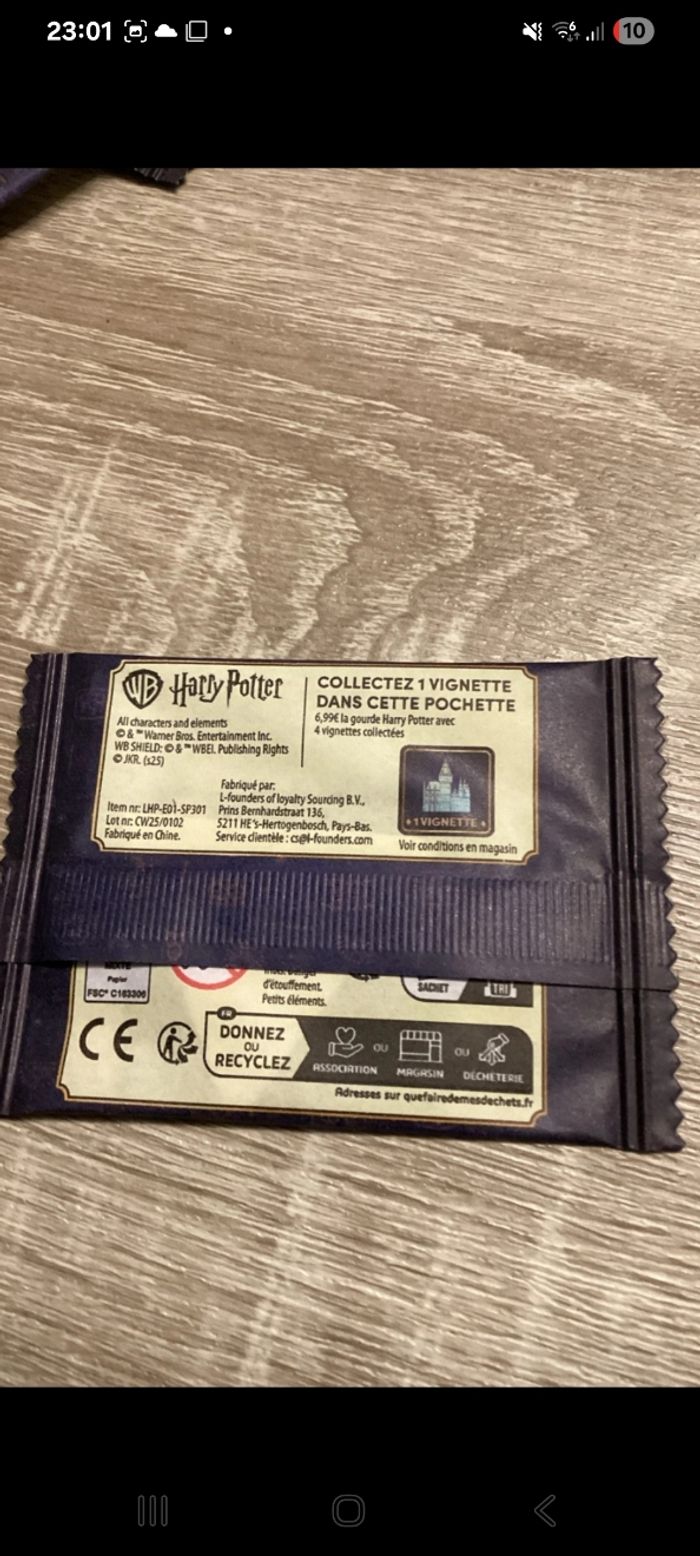 23:01
6
10
WB Harry Potter
All characters and elements
© & ™ Warner Bros. Entertainment Inc.
WB SHIELD: © & ™ WBEI. Publishing Rights
© JKR. (s25)
COLLECTEZ 1 VIGNETTE
DANS CETTE POCHETTE
6,99€ la gourde Harry Potter avec
4 vignettes collectées
Item nr: LHP-E01-SP301
Lot nr: CW25/0102
Fabriqué en Chine.
Fabriqué par:
L-founders of loyalty Sourcing B.V.,
Prins Bernhardstraat 136,
5211 HE's-Hertogenbosch, Pays-Bas.
Service clientèle : cs@l-founders.com
1 VIGNETTE
Voir conditions en magasin
MIXTE
Papier
FSC® C163306
d'étouffement.
Petits éléments.
SACHET
TRI
CE
FR
DONNEZ
OU
RECYCLEZ
ASSOCIATION
OU
MAGASIN
OU
DÉCHÈTERIE
Adresses sur quefairedemesdechets.fr